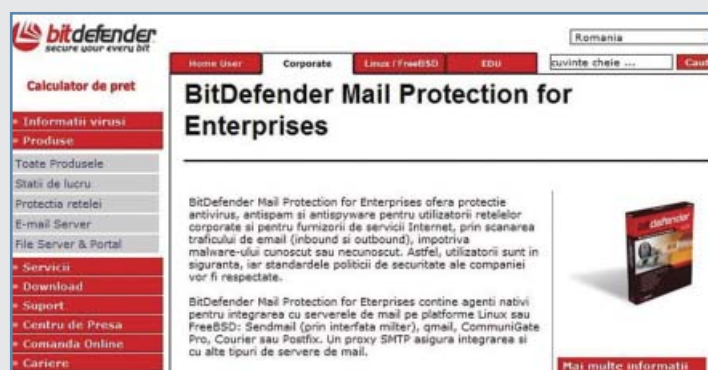 bitdefender
secure your every bit
Romania
Home User
Corporate
Linux / FreeBSD
EDU
cuvinte cheie ...
Caut
Calculator de pret
» Informatii virusi
» Produse
Toate Produsele
Statii de lucru
Protectia retelei
E-mail Server
File Server & Portal
» Servicii
» Download
» Suport
» Centru de Presa
» Comanda Online
» Cariere
BitDefender Mail Protection for
Enterprises
BitDefender Mail Protection for Enterprises ofera protectie
antivirus, antispam si antispyware pentru utilizatorii retelelor
corporate si pentru furnizorii de servicii Internet, prin scanarea
traficului de email (inbound si outbound), impotriva
malware-ului cunoscut sau necunoscut. Astfel, utilizatorii sunt in
siguranta, iar standardele politicii de securitate ale companiei
vor fi respectate.
BitDefender Mail Protection for Eterprises contine agenti nativi
pentru integrarea cu serverele de mail pe platforme Linux sau
FreeBSD: Sendmail (prin interfata milter), qmail, CommuniGate
Pro, Courier sau Postfix. Un proxy SMTP asigura integrarea si
cu alte tipuri de servere de mail.
bitdefender
Mai multe informatii